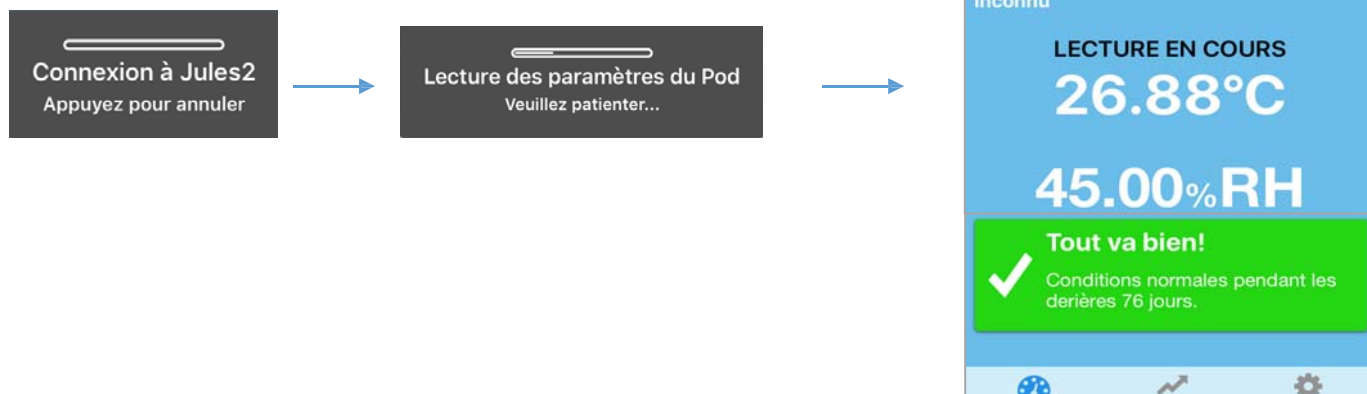 Connexion à Jules2
Appuyez pour annuler
Lecture des paramètres du Pod
Veuillez patienter...
Inconnu
LECTURE EN COURS
26.88°C
45.00%RH
Tout va bien!
Conditions normales pendant les
derières 76 jours.